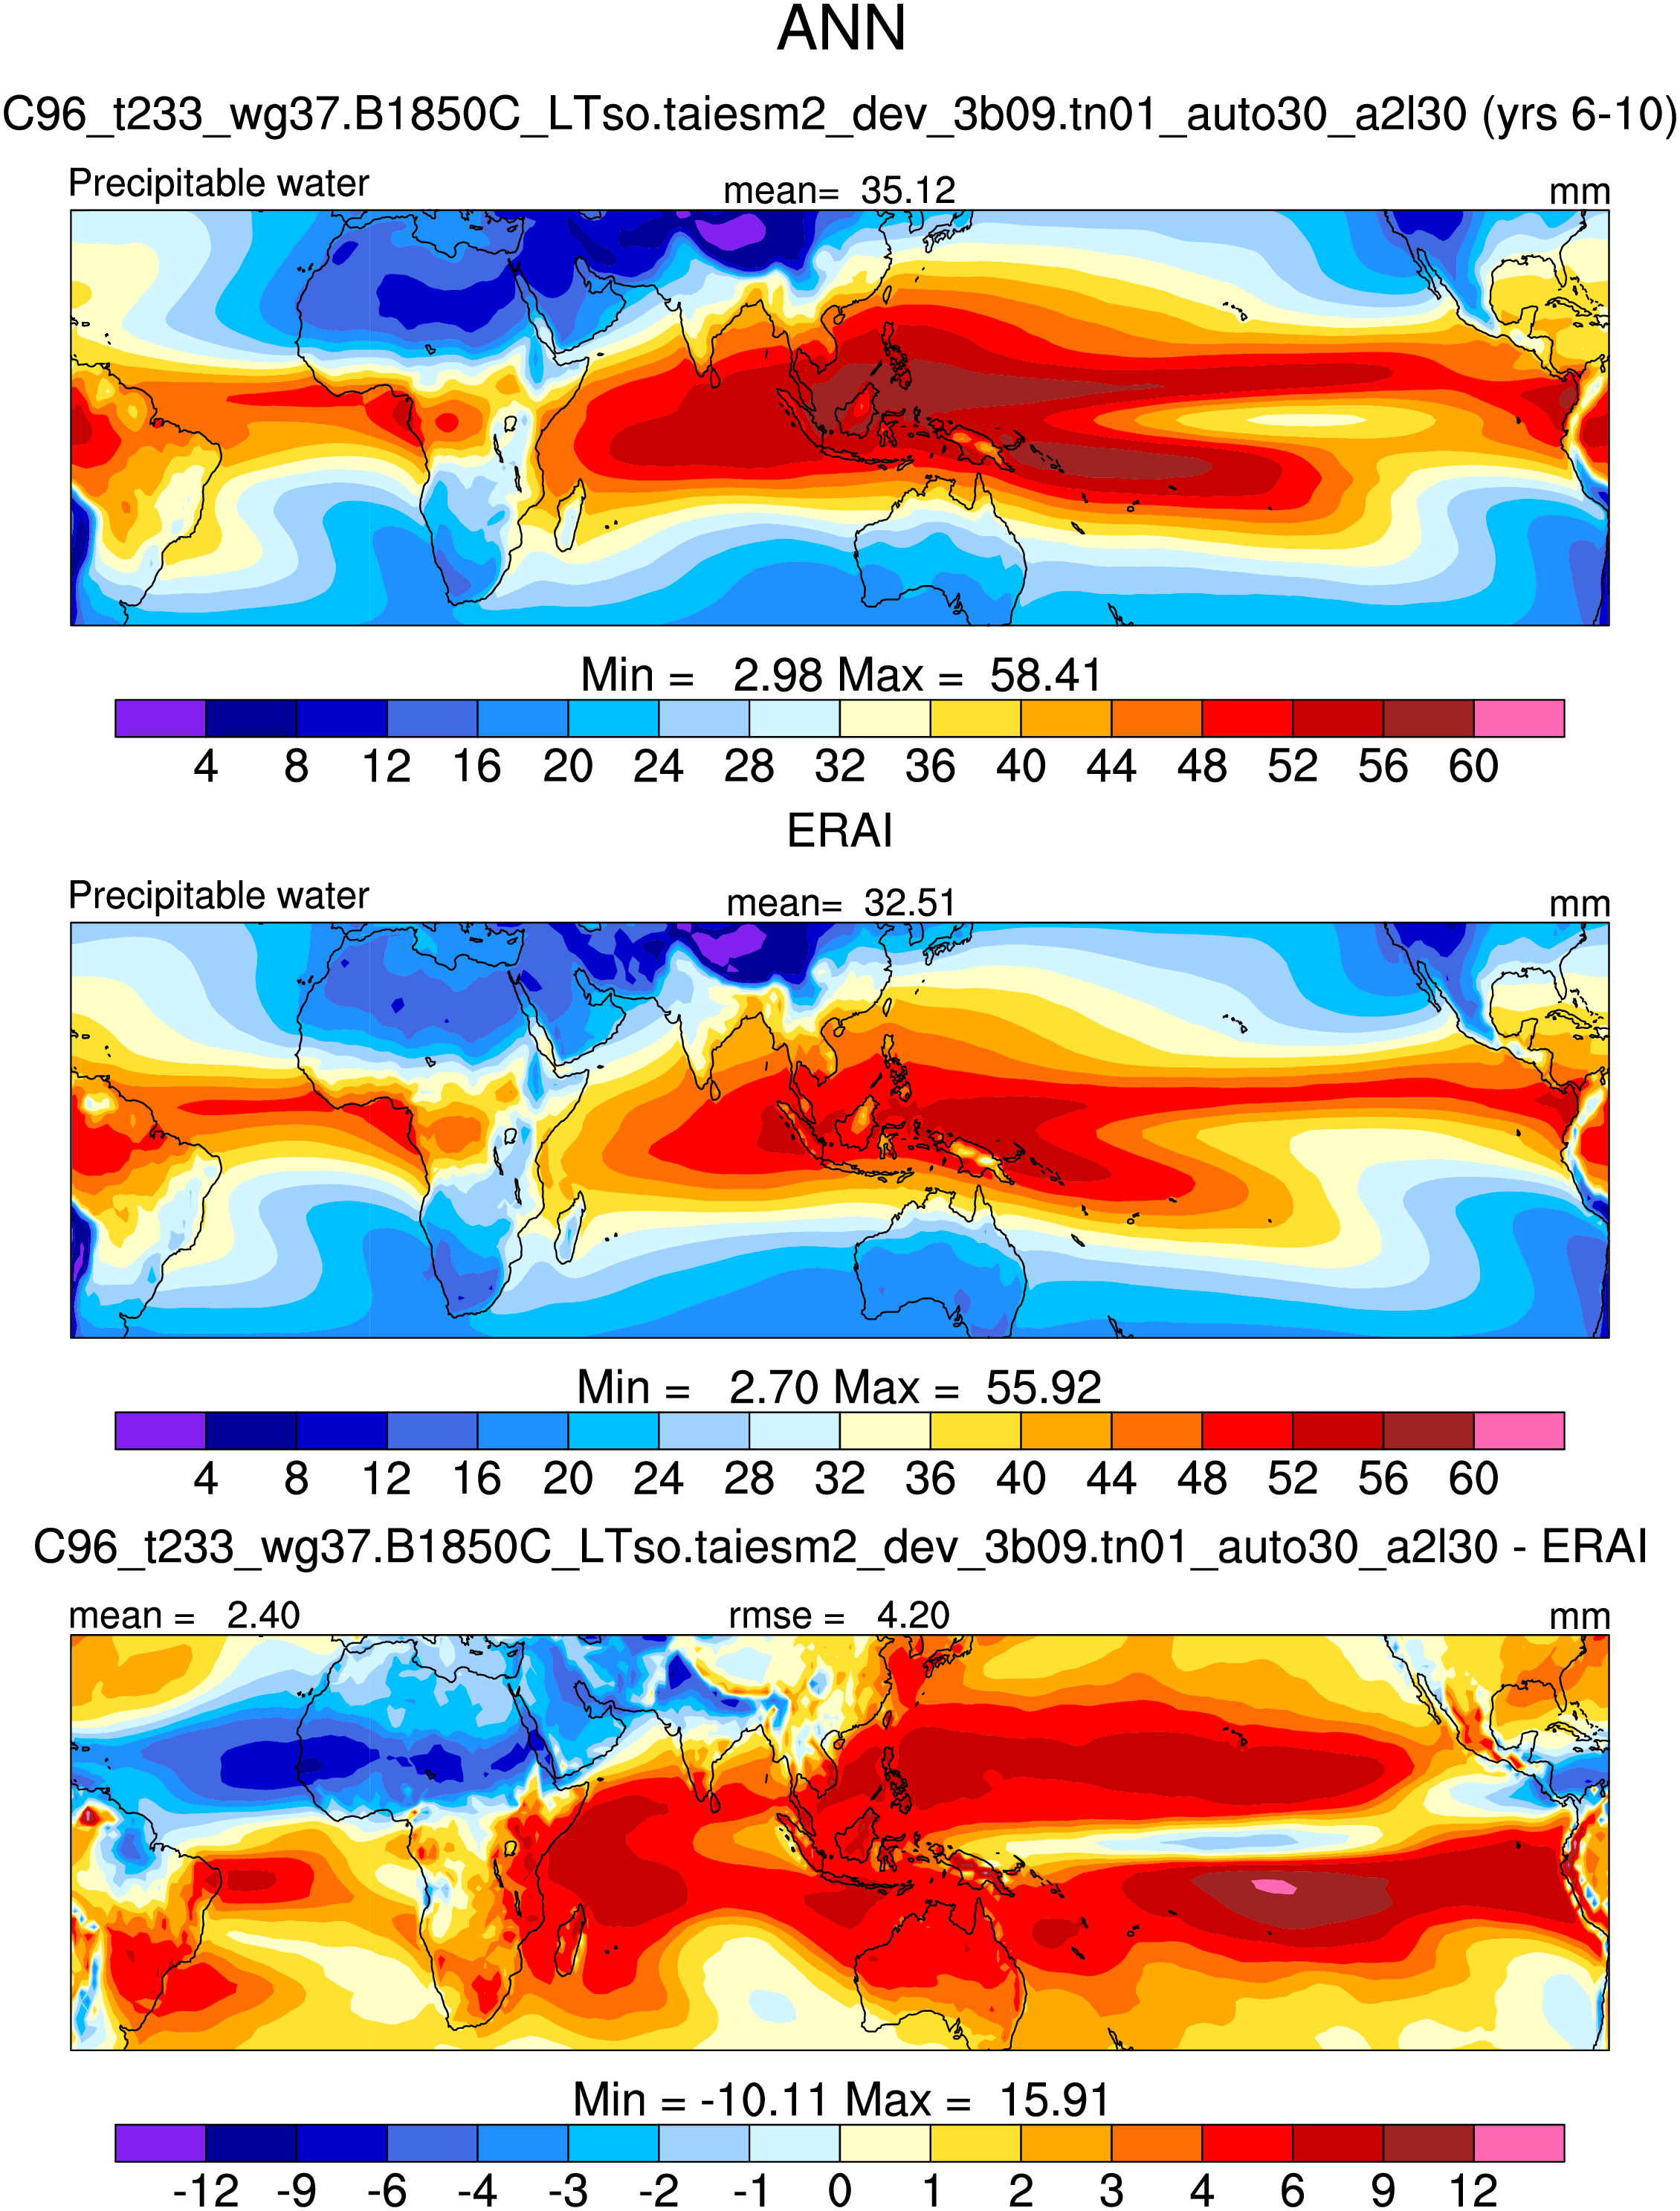 ANN
C96_t233_wg37.B1850C_LTso.taiesm2_dev_3b09.tn01_auto30_a2l30 (yrs 6-10)
Precipitable water mean= 35.12 mm
Min = 2.98 Max = 58.41
4 8 12 16 20 24 28 32 36 40 44 48 52 56 60
ERAI
Precipitable water mean= 32.51 mm
Min = 2.70 Max = 55.92
4 8 12 16 20 24 28 32 36 40 44 48 52 56 60
C96_t233_wg37.B1850C_LTso.taiesm2_dev_3b09.tn01_auto30_a2l30 - ERAI
mean = 2.40 rmse = 4.20 mm
Min = -10.11 Max = 15.91
-12 -9 -6 -4 -3 -2 -1 0 1 2 3 4 6 9 12